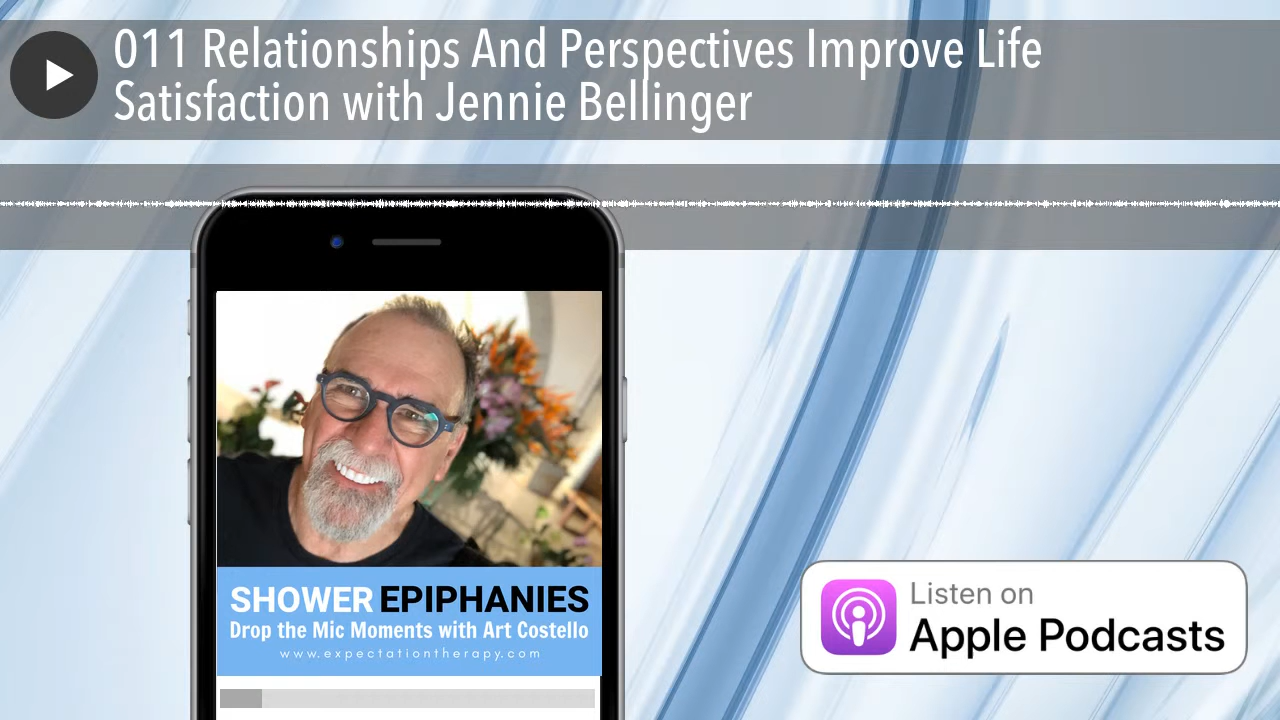 011 Relationships And Perspectives Improve Life
Satisfaction with Jennie Bellinger
SHOWER EPIPHANIES
Drop the Mic Moments with Art Costello
www.expectationtherapy.com
Listen on
Apple Podcasts